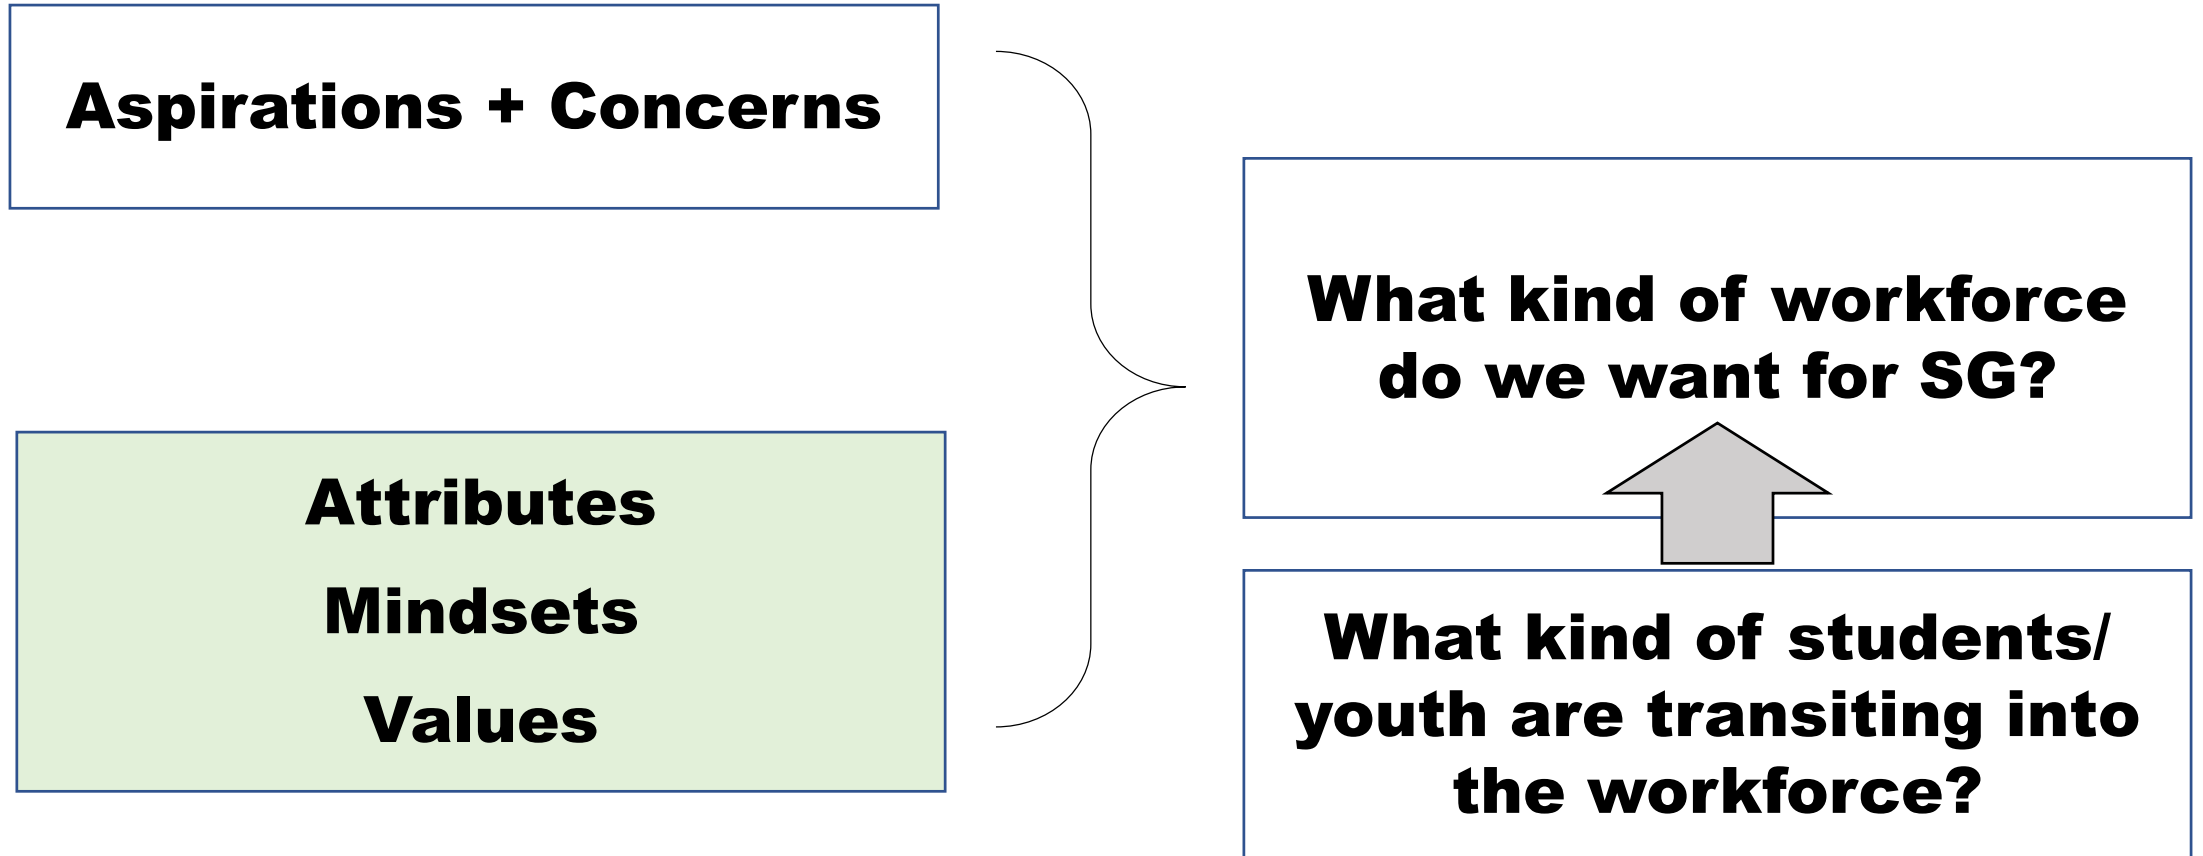 Aspirations + Concerns
Attributes
Mindsets
Values
What kind of workforce
do we want for SG?
What kind of students/
youth are transiting into
the workforce?